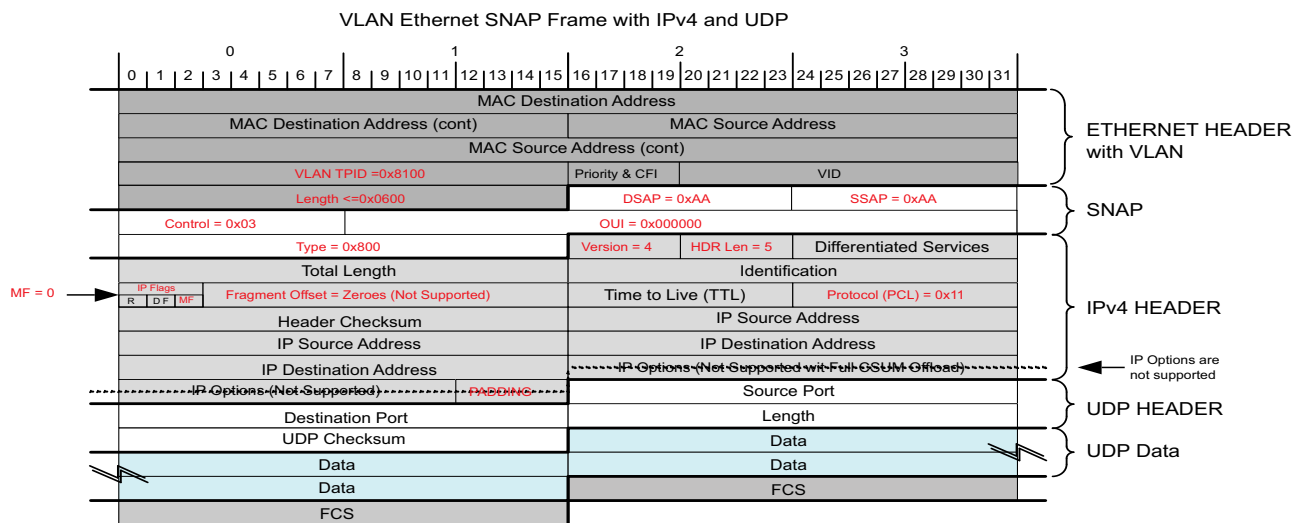 VLAN Ethernet SNAP Frame with IPv4 and UDP
0 1 2 3
0 1 2 3 4 5 6 7 8 9 10 11 12 13 14 15 16 17 18 19 20 21 22 23 24 25 26 27 28 29 30 31
MAC Destination Address
MAC Destination Address (cont) MAC Source Address
MAC Source Address (cont)
VLAN TPID =0x8100 Priority & CFI VID
ETHERNET HEADER
with VLAN
Length <=0x0600 DSAP = 0xAA SSAP = 0xAA
Control = 0x03 OUI = 0x000000
SNAP
Type = 0x800 Version = 4 HDR Len = 5 Differentiated Services
Total Length Identification
MF = 0
IP Flags
R D F MF
Fragment Offset = Zeroes (Not Supported) Time to Live (TTL) Protocol (PCL) = 0x11
IPv4 HEADER
Header Checksum IP Source Address
IP Source Address IP Destination Address
IP Destination Address IP Options (Not Supported wit Full CSUM Offload)
IP Options are
not supported
IP Options (Not Supported) PADDING Source Port
Destination Port Length
UDP HEADER
UDP Checksum Data
Data Data
UDP Data
Data FCS
FCS